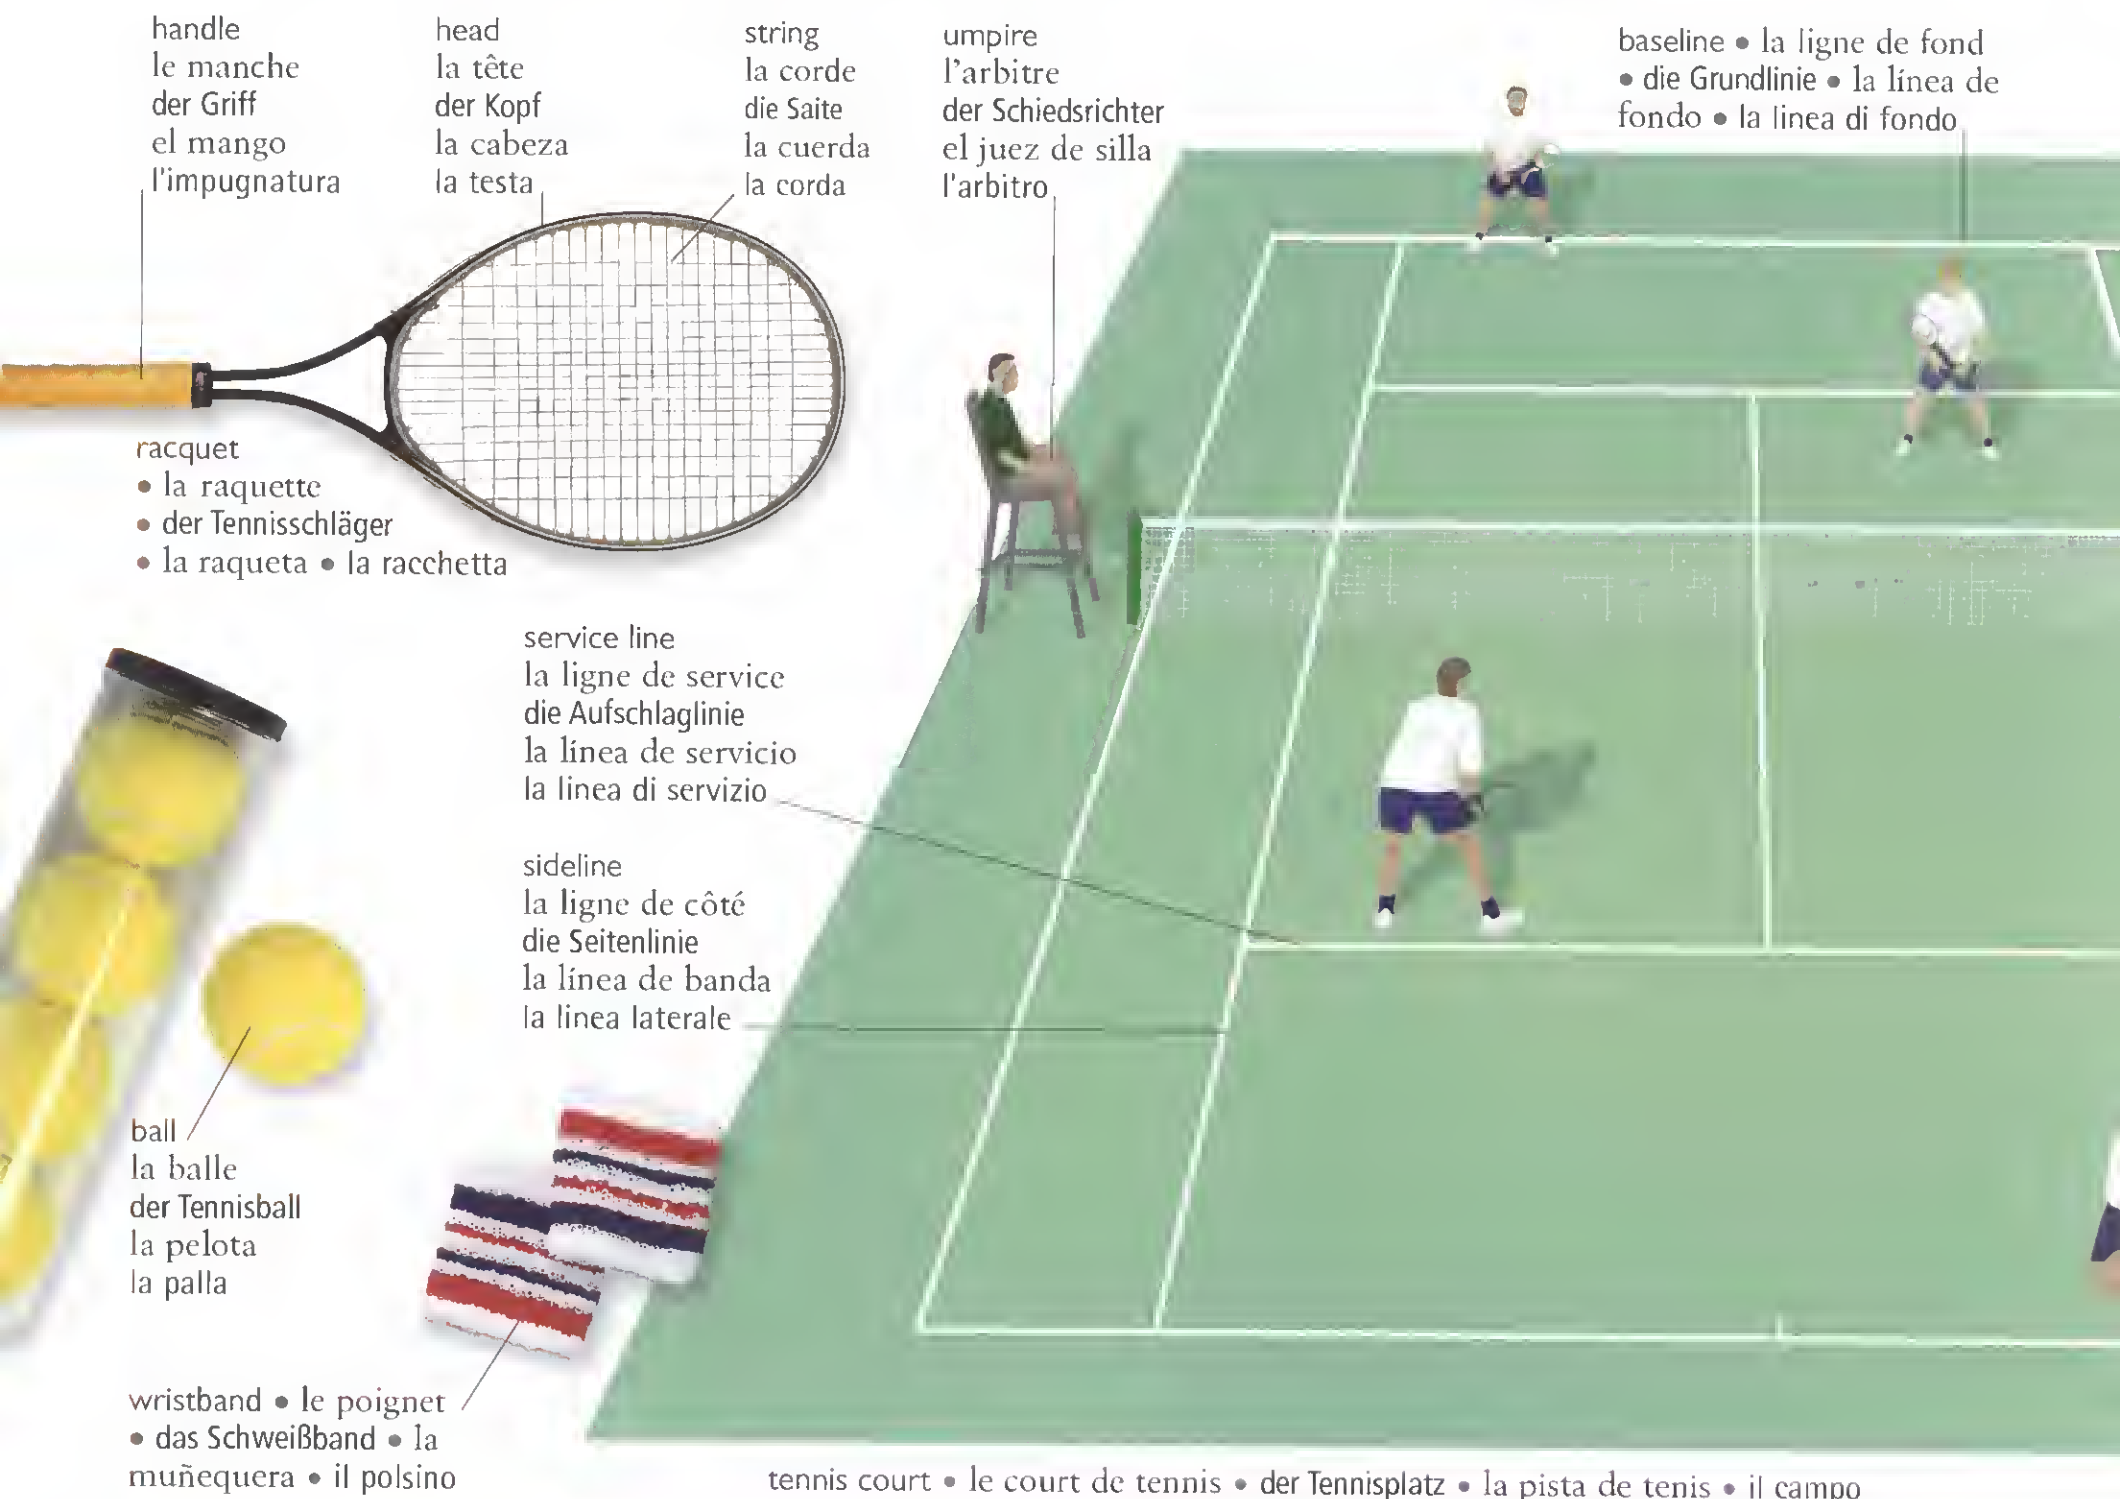 handle
le manche
der Griff
el mango
l'impugnatura
head
la tête
der Kopf
la cabeza
la testa
string
la corde
die Saite
la cuerda
la corda
umpire
l'arbitre
der Schiedsrichter
el juez de silla
l'arbitro
baseline • la ligne de fond
• die Grundlinie • la línea de
fondo • la linea di fondo
racquet
• la raquette
• der Tennisschläger
• la raqueta • la racchetta
service line
la ligne de service
die Aufschlaglinie
la línea de servicio
la linea di servizio
sideline
la ligne de côté
die Seitenlinie
la línea de banda
la linea laterale
ball
la balle
der Tennisball
la pelota
la palla
wristband • le poignet
• das Schweißband • la
muñequera • il polsino
tennis court • le court de tennis • der Tennisplatz • la pista de tenis • il campo